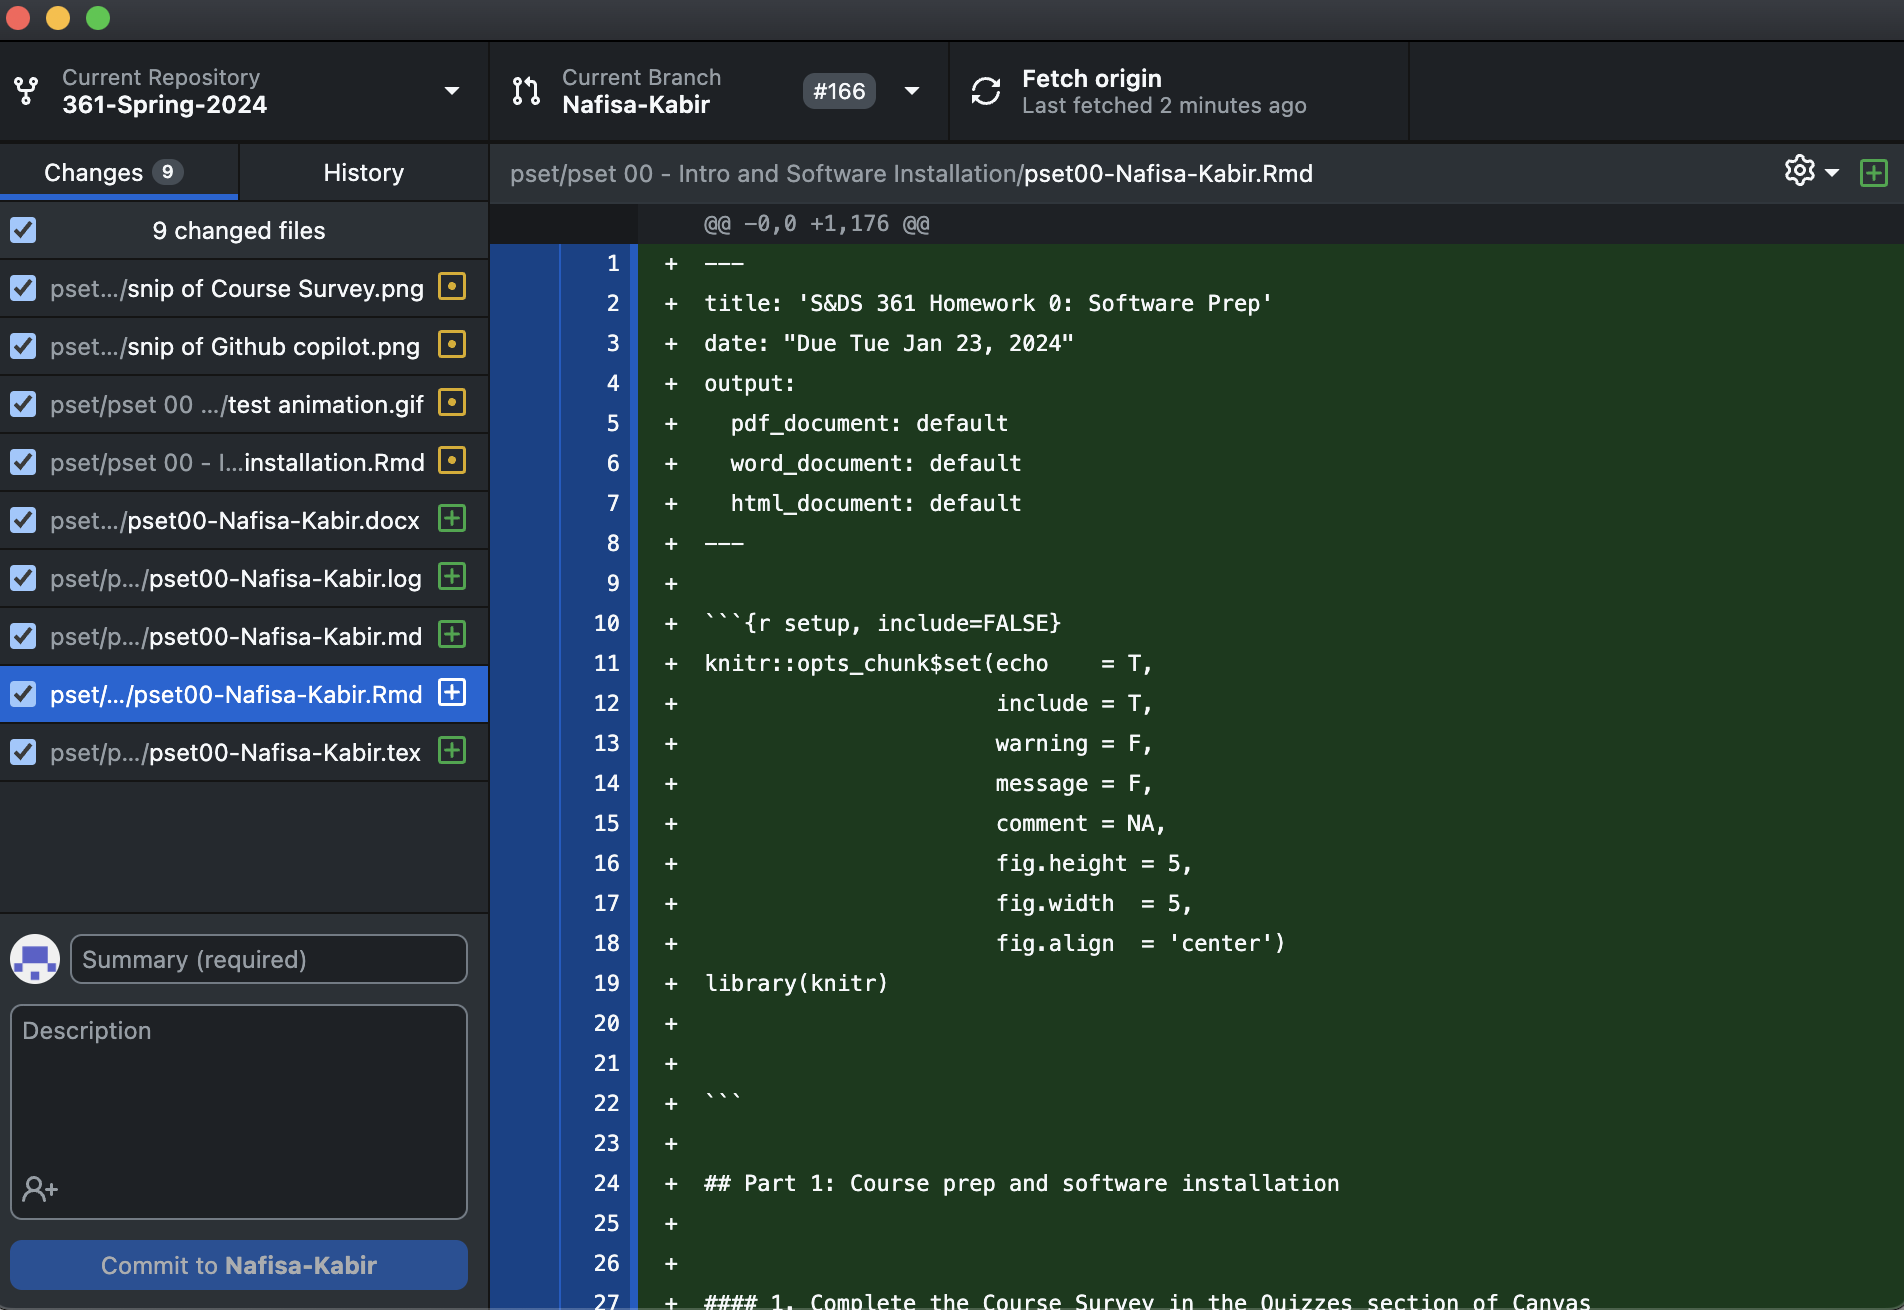 Current Repository
361-Spring-2024
Current Branch
Nafisa-Kabir
#166
Fetch origin
Last fetched 2 minutes ago
Changes 9
History
pset/pset 00 - Intro and Software Installation/pset00-Nafisa-Kabir.Rmd
9 changed files
pset.../snip of Course Survey.png
pset.../snip of Github copilot.png
pset/pset 00 .../test animation.gif
pset/pset 00 - I...installation.Rmd
pset.../pset00-Nafisa-Kabir.docx
pset/p.../pset00-Nafisa-Kabir.log
pset/p.../pset00-Nafisa-Kabir.md
pset/.../pset00-Nafisa-Kabir.Rmd
pset/p.../pset00-Nafisa-Kabir.tex
Summary (required)
Description
Commit to Nafisa-Kabir
@@ -0,0 +1,176 @@
1 + ---
2 + title: 'S&DS 361 Homework 0: Software Prep'
3 + date: "Due Tue Jan 23, 2024"
4 + output:
5 +   pdf_document: default
6 +   word_document: default
7 +   html_document: default
8 + ---
9 +
10 + ```{r setup, include=FALSE}
11 + knitr::opts_chunk$set(echo    = T,
12 +                       include = T,
13 +                       warning = F,
14 +                       message = F,
15 +                       comment = NA,
16 +                       fig.height = 5,
17 +                       fig.width  = 5,
18 +                       fig.align  = 'center')
19 + library(knitr)
20 +
21 +
22 + ```
23 +
24 + ## Part 1: Course prep and software installation
25 +
26 +
27 + #### 1. Complete the Course Survey in the Quizzes section of Canvas